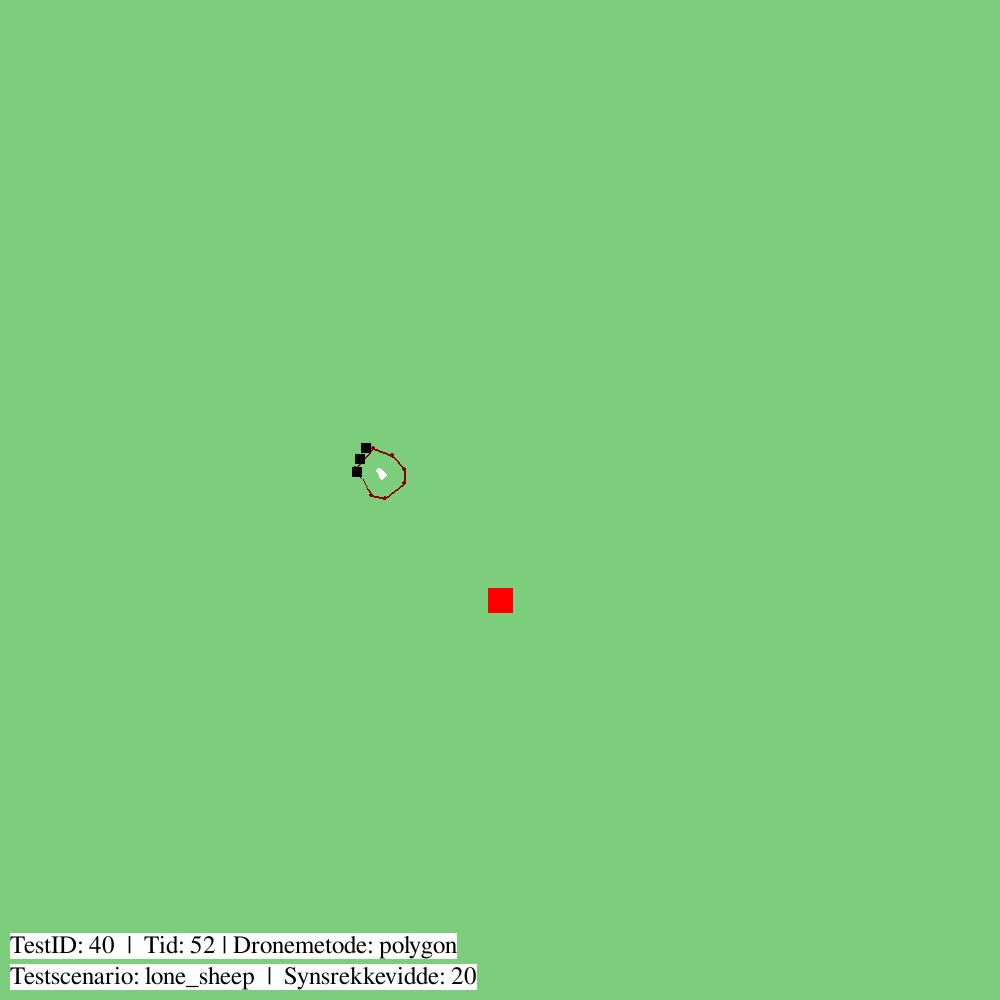 TestID: 40 | Tid: 52 | Dronemetode: polygon
Testscenario: lone_sheep | Synsrekkevidde: 20